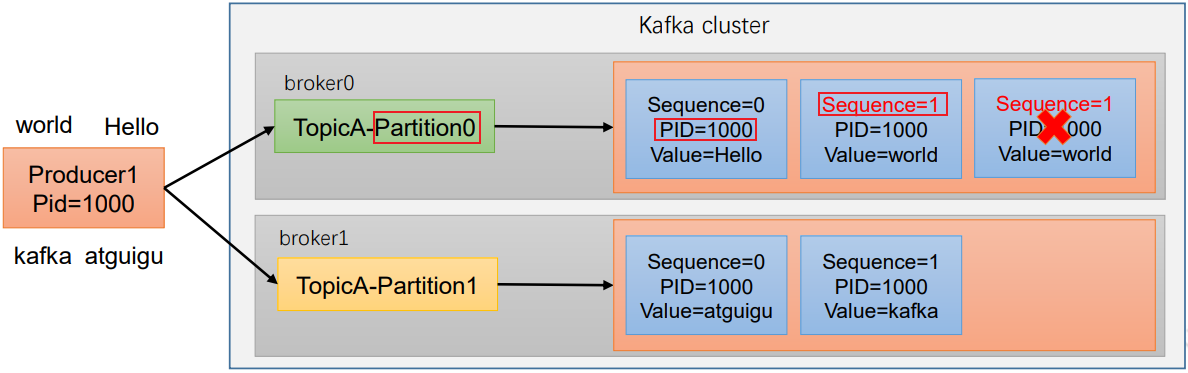 Kafka cluster
broker0
world Hello
TopicA-Partition0
Sequence=0
PID=1000
Value=Hello
Sequence=1
PID=1000
Value=world
Sequence=1
PID 000
Value=world
Producer1
Pid=1000
kafka atguigu
broker1
TopicA-Partition1
Sequence=0
PID=1000
Value=atguigu
Sequence=1
PID=1000
Value=kafka